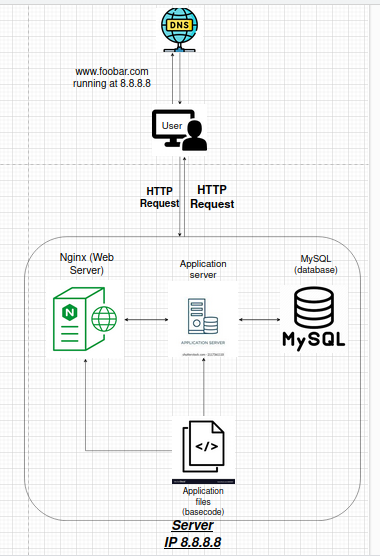 DNS
www.foobar.com
running at 8.8.8.8
User
HTTP
Request
HTTP
Request
Nginx (Web
Server)
Application
server
MySQL
(database)
N
APPLICATION SERVER
MySQL
</>
Application
files
(basecode)
Server
IP 8.8.8.8